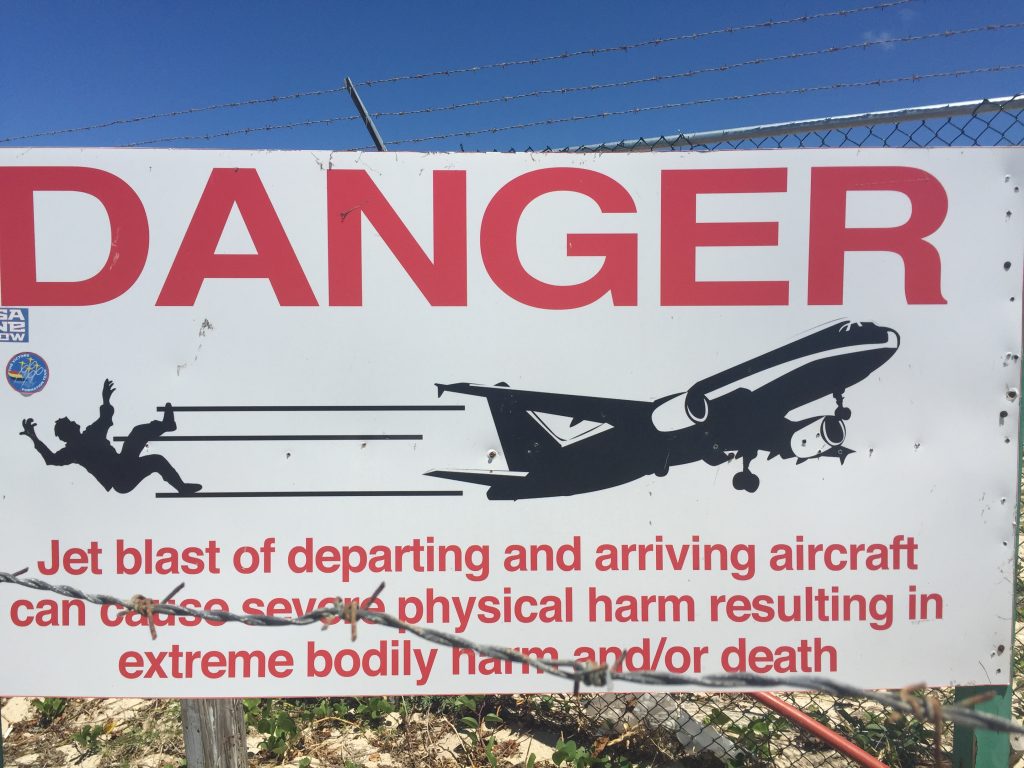 DANGER
Jet blast of departing and arriving aircraft
can cause severe physical harm resulting in
extreme bodily harm and/or death